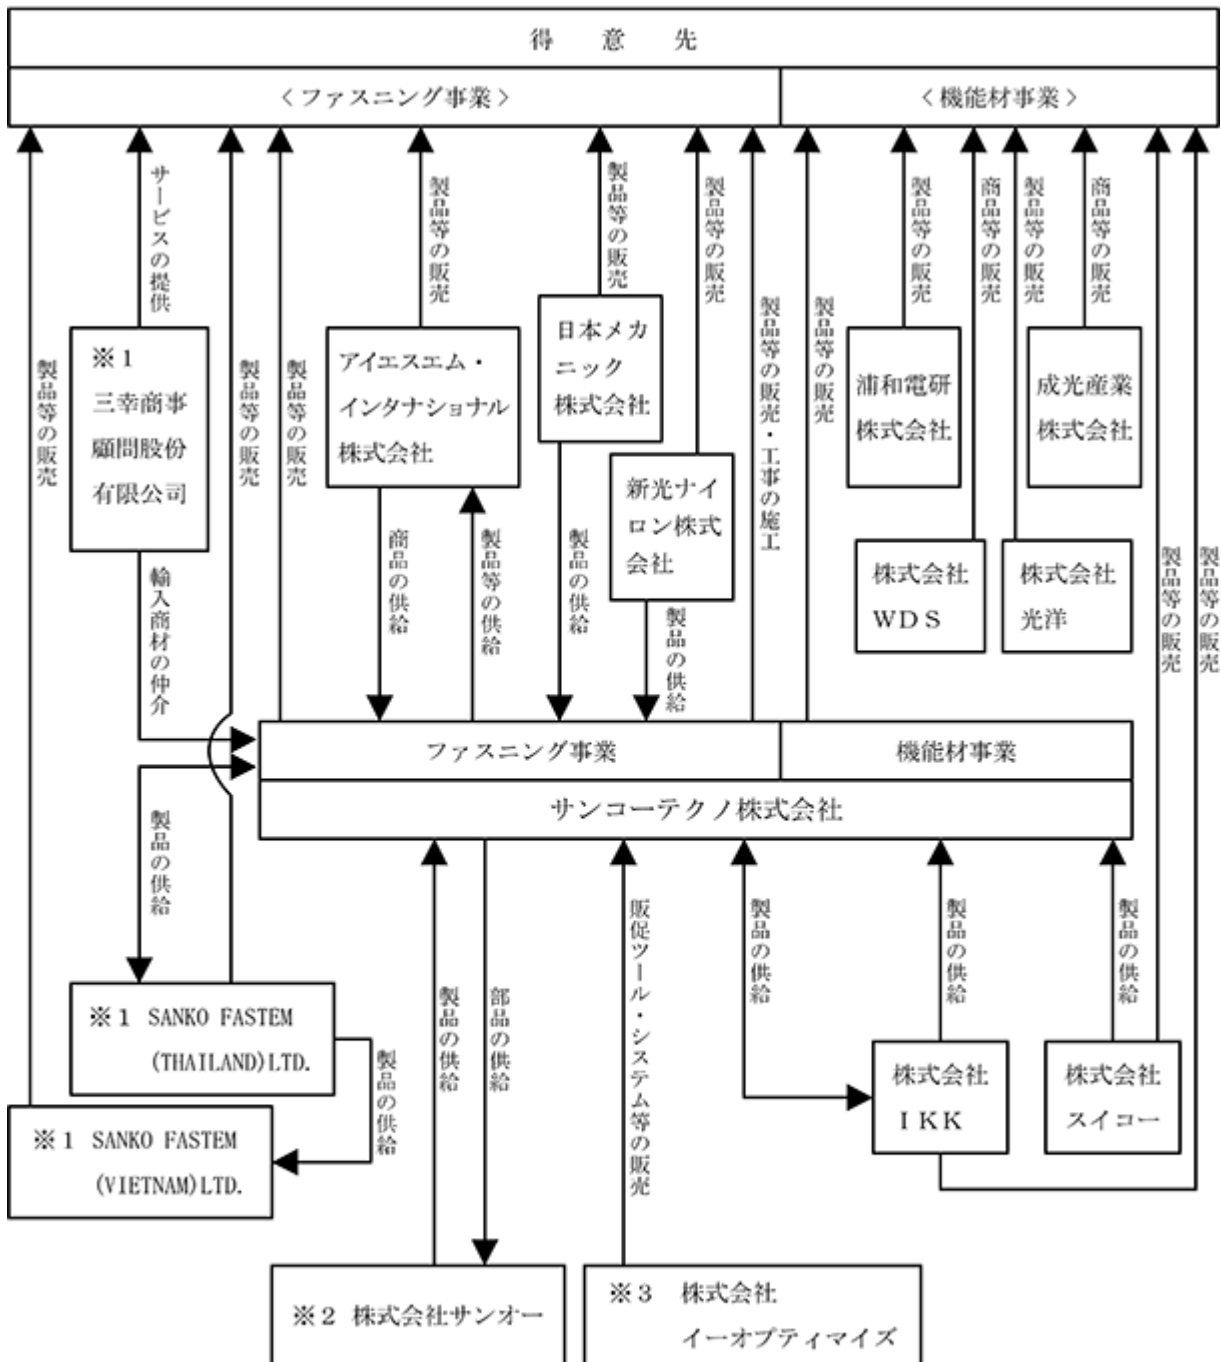 得意先
＜ファスニング事業＞
＜機能材事業＞
サービスの提供
製品等の販売
製品等の販売
製品等の販売
商品等の販売
製品等の販売
商品等の販売
製品等の販売
※１
三幸商事
顧問股份
有限公司
アイエスエム・
インタナショナル
株式会社
日本メカ
ニック
株式会社
新光ナイ
ロン株式
会社
浦和電研
株式会社
成光産業
株式会社
株式会社
ＷＤＳ
株式会社
光洋
製品等の販売
製品等の販売
製品等の販売
製品等の販売・工事の施工
製品等の販売
製品等の販売
製品等の販売
輸入商材の仲介
商品の供給
製品等の供給
製品の供給
製品の供給
ファスニング事業
機能材事業
サンコーテクノ株式会社
製品の供給
製品の供給
部品の供給
販促ツール・システム等の販売
製品の供給
製品の供給
製品の供給
※１ SANKO FASTEM
(THAILAND)LTD.
製品の供給
※１ SANKO FASTEM
(VIETNAM)LTD.
株式会社
ＩＫＫ
株式会社
スイコー
※２ 株式会社サンオー
※３ 株式会社
イーオプティマイズ